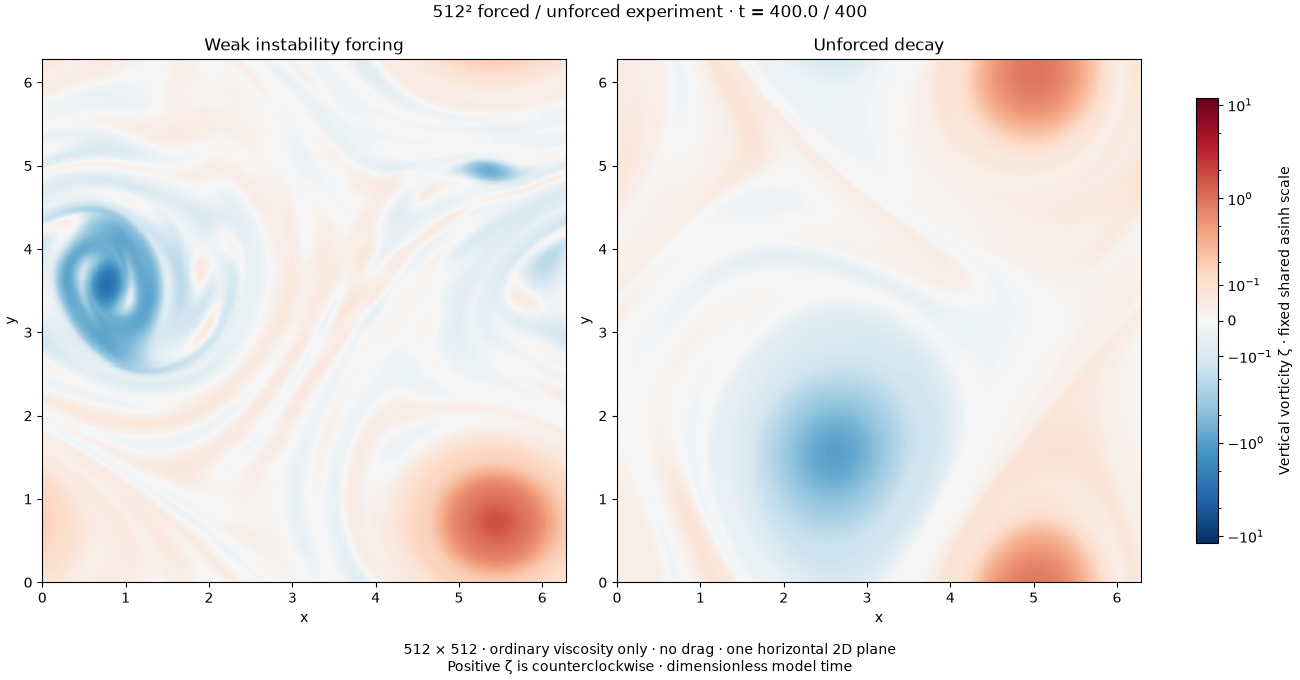 512² forced / unforced experiment · t = 400.0 / 400
Weak instability forcing
Unforced decay
6
5
4
3
2
1
0
y
0 1 2 3 4 5 6
x
6
5
4
3
2
1
0
y
0 1 2 3 4 5 6
x
10¹
10⁰
10⁻¹
0
−10⁻¹
−10⁰
−10¹
Vertical vorticity ζ · fixed shared asinh scale
512 × 512 · ordinary viscosity only · no drag · one horizontal 2D plane
Positive ζ is counterclockwise · dimensionless model time